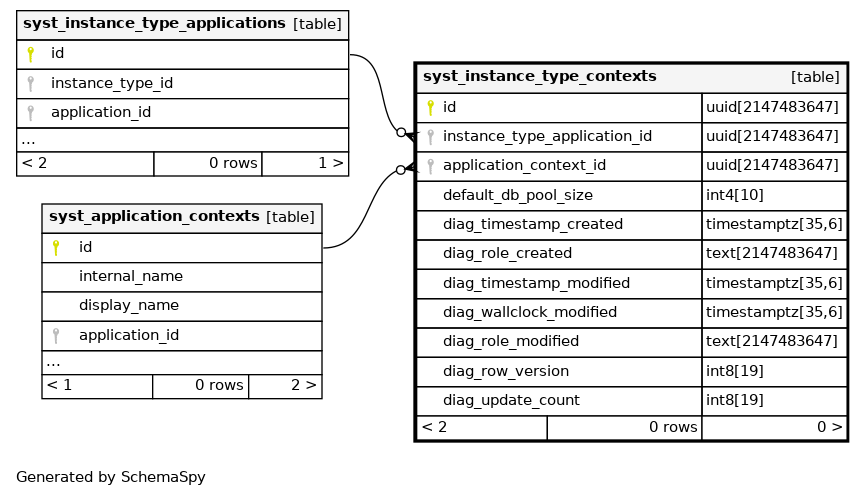 syst_instance_type_applications [table]
id
instance_type_id
application_id
...
< 2 0 rows 1 >
syst_application_contexts [table]
id
internal_name
display_name
application_id
...
< 1 0 rows 2 >
syst_instance_type_contexts [table]
id uuid[2147483647]
instance_type_application_id uuid[2147483647]
application_context_id uuid[2147483647]
default_db_pool_size int4[10]
diag_timestamp_created timestamptz[35,6]
diag_role_created text[2147483647]
diag_timestamp_modified timestamptz[35,6]
diag_wallclock_modified timestamptz[35,6]
diag_role_modified text[2147483647]
diag_row_version int8[19]
diag_update_count int8[19]
< 2 0 rows 0 >
Generated by SchemaSpy